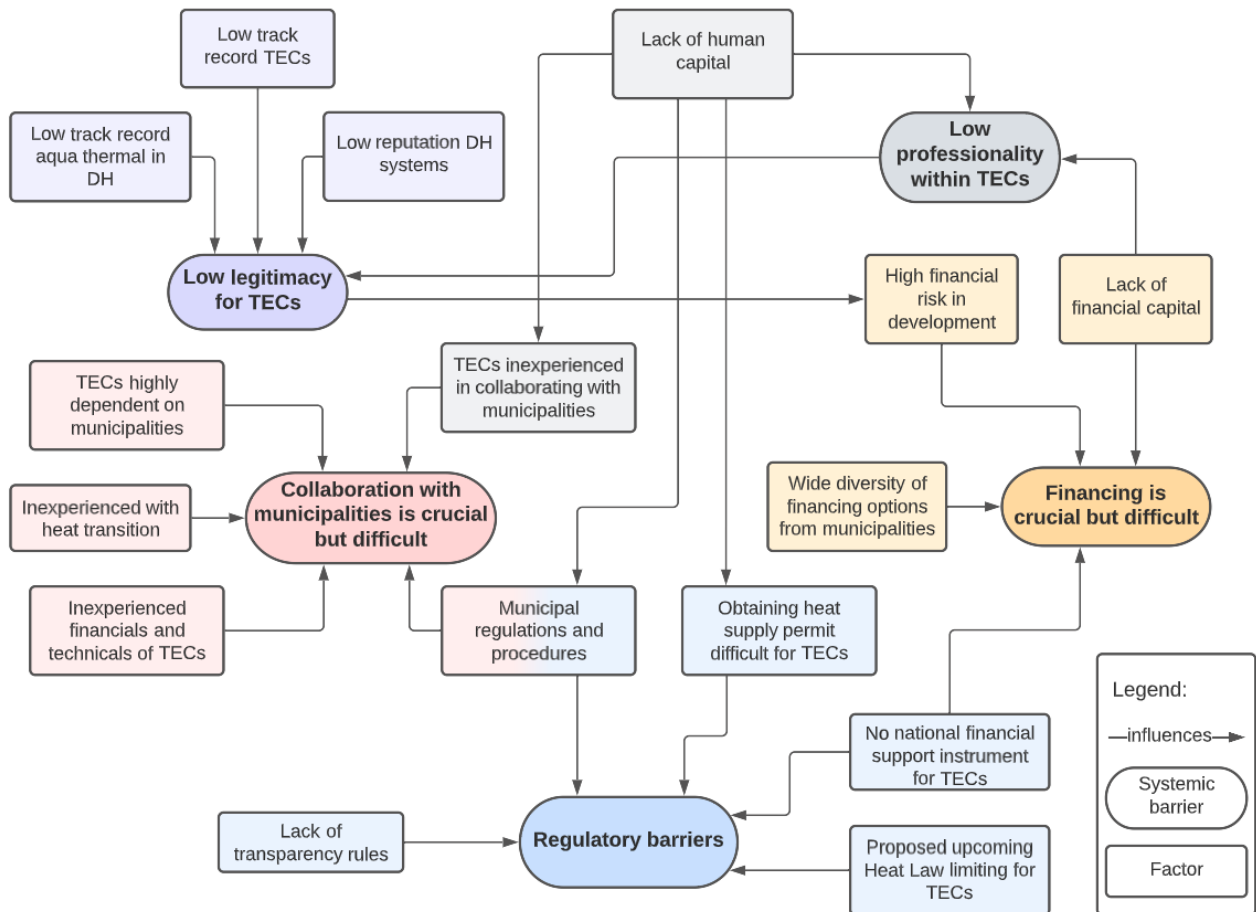 Low track
record TECs
Lack of human
capital
Low track record
aqua thermal in
DH
Low reputation DH
systems
Low
professionality
within TECs
Low legitimacy
for TECs
High financial
risk in
development
Lack of
financial capital
TECs highly
dependent on
municipalities
TECs inexperienced
in collaborating with
municipalities
Inexperienced with
heat transition
Collaboration with
municipalities is crucial
but difficult
Wide diversity of
financing options
from municipalities
Financing is
crucial but difficult
Inexperienced
financials and
technicals of TECs
Municipal
regulations and
procedures
Obtaining heat
supply permit
difficult for TECs
No national financial
support instrument
for TECs
Lack of
transparency rules
Regulatory barriers
Proposed upcoming
Heat Law limiting for
TECs
Legend:
influences
Systemic
barrier
Factor